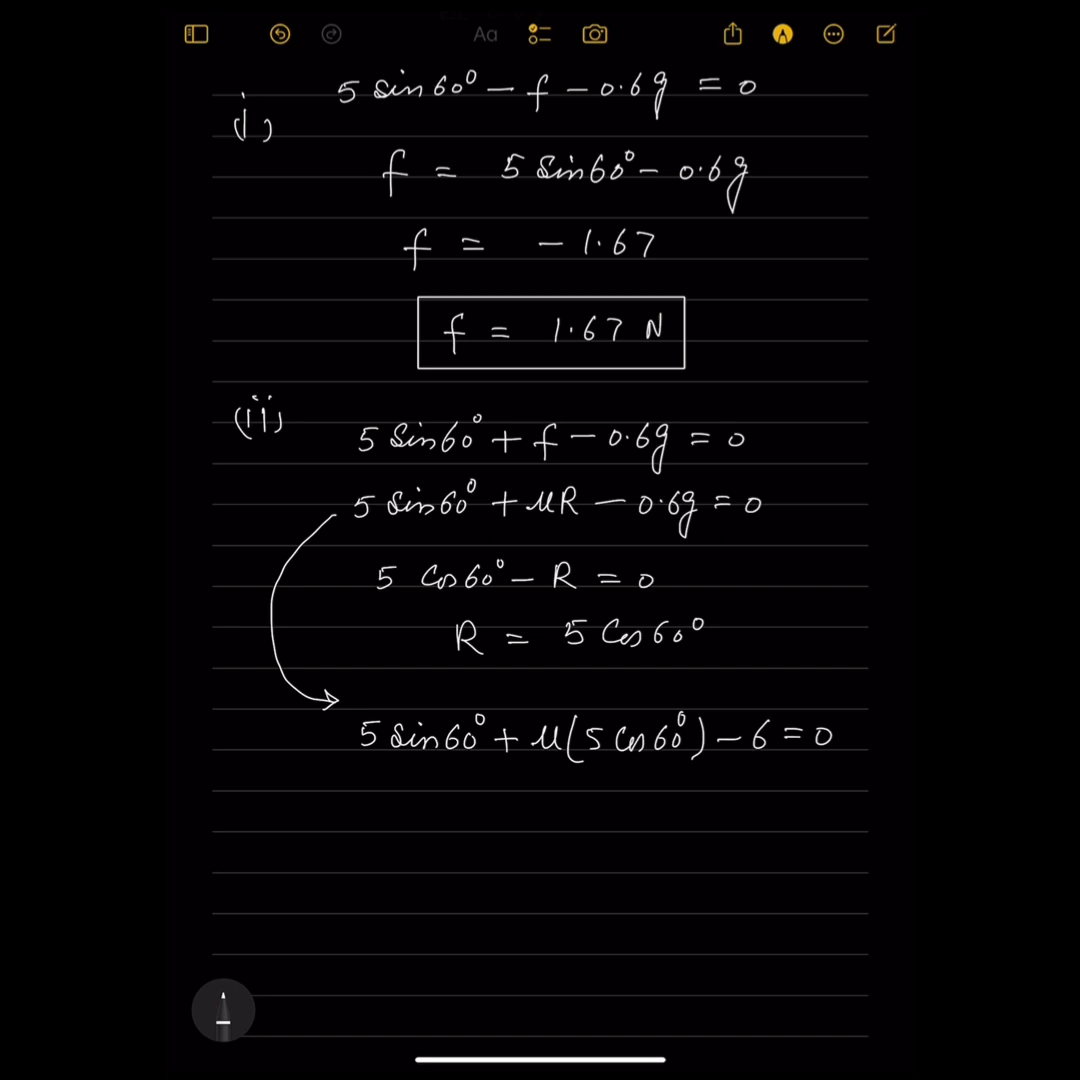 Aa
i) 5 sin 60° - f - 0.6g = 0
f = 5 sin 60° - 0.6g
f = - 1.67
f = 1.67 N
(ii) 5 sin 60° + f - 0.6g = 0
5 sin 60° + μR - 0.6g = 0
5 Cos 60° - R = 0
R = 5 Cos 60°
5 sin 60° + μ(5 cos 60°) - 6 = 0